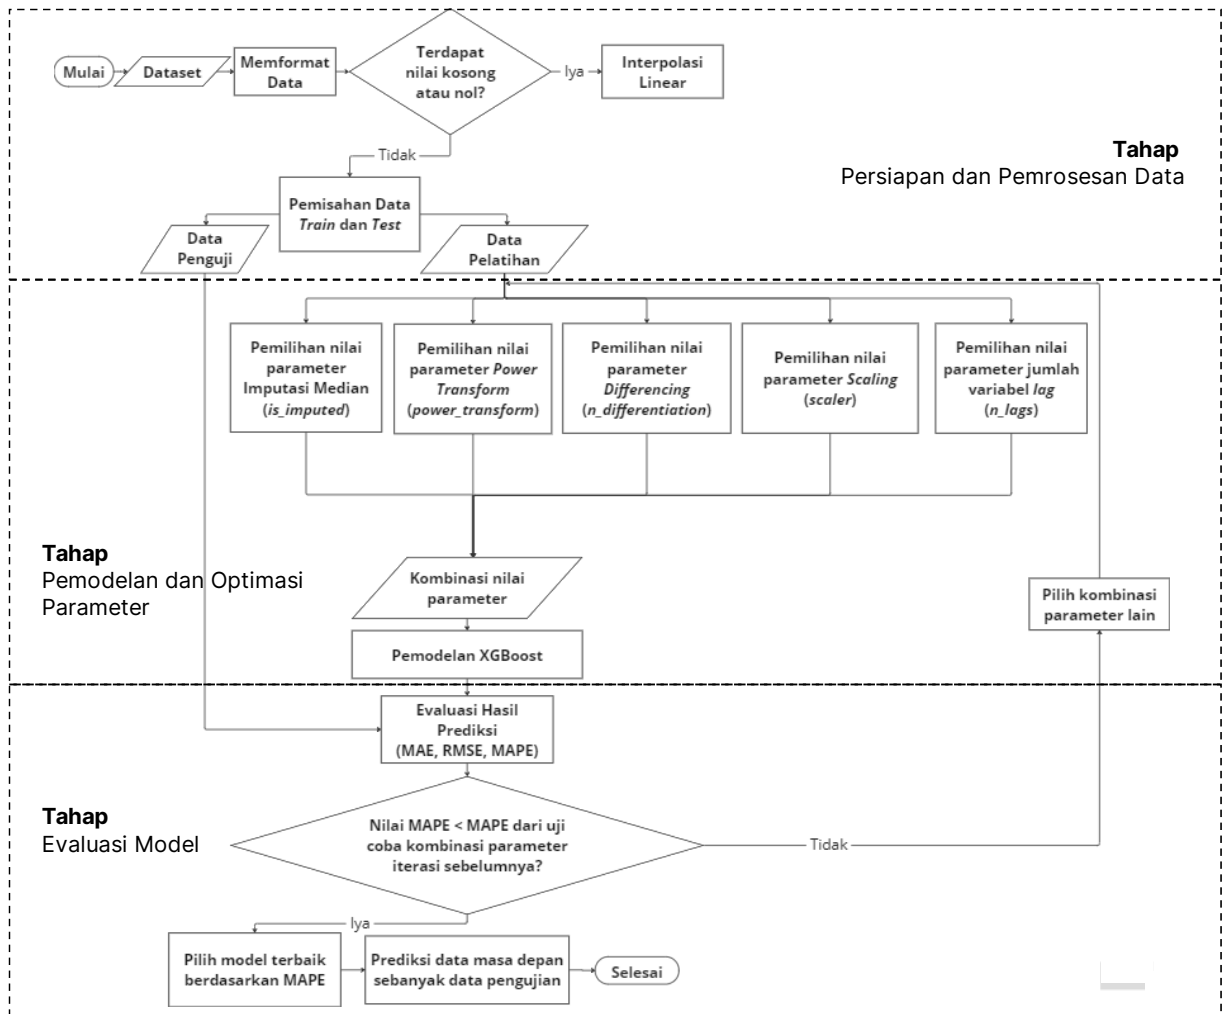 Mulai
Dataset
Memformat
Data
Terdapat
nilai kosong
atau nol?
Iya
Interpolasi
Linear
Tidak
Tahap
Persiapan dan Pemrosesan Data
Pemisahan Data
Train dan Test
Data
Penguji
Data
Pelatihan
Pemilihan nilai
parameter
Imputasi Median
(is_imputed)
Pemilihan nilai
parameter Power
Transform
(power_transform)
Pemilihan nilai
parameter
Differencing
(n_differentiation)
Pemilihan nilai
parameter Scaling
(scaler)
Pemilihan nilai
parameter jumlah
variabel lag
(n_lags)
Tahap
Pemodelan dan Optimasi
Parameter
Kombinasi nilai
parameter
Pilih kombinasi
parameter lain
Pemodelan XGBoost
Evaluasi Hasil
Prediksi
(MAE, RMSE, MAPE)
Tahap
Evaluasi Model
Nilai MAPE < MAPE dari uji
coba kombinasi parameter
iterasi sebelumnya?
Tidak
Iya
Pilih model terbaik
berdasarkan MAPE
Prediksi data masa depan
sebanyak data pengujian
Selesai